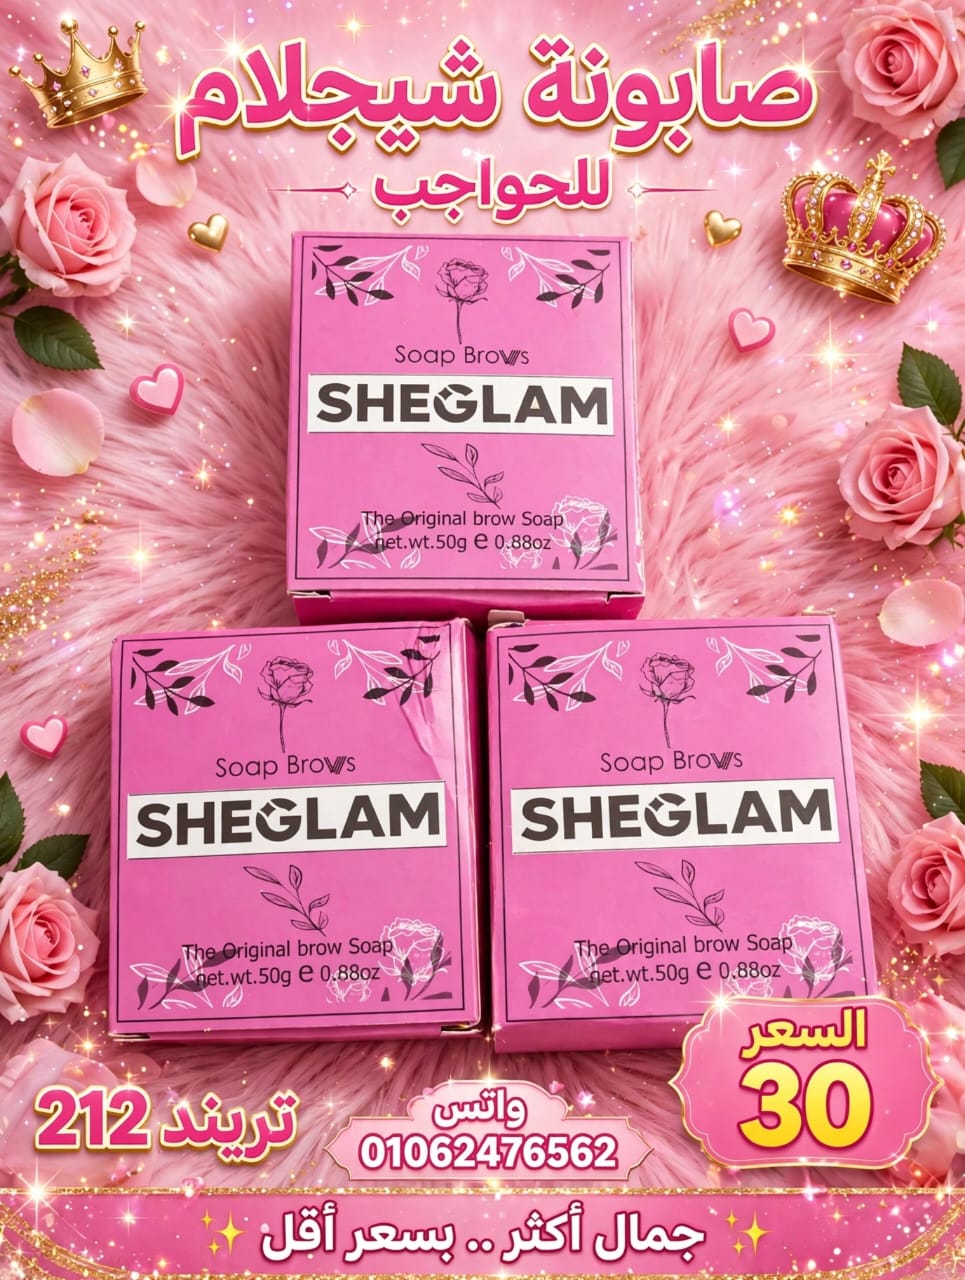 صابونة شيجلام
للحواجب
Soap Brows
SHEGLAM
The Original brow Soap
net.wt.50g e 0.88oz
Soap Brows
SHEGLAM
The Original brow Soap
net.wt.50g e 0.88oz
Soap Brows
SHEGLAM
The Original brow Soap
net.wt.50g e 0.88oz
السعر
30
تريند 212
واتس
01062476562
جمال أكثر .. بسعر أقل